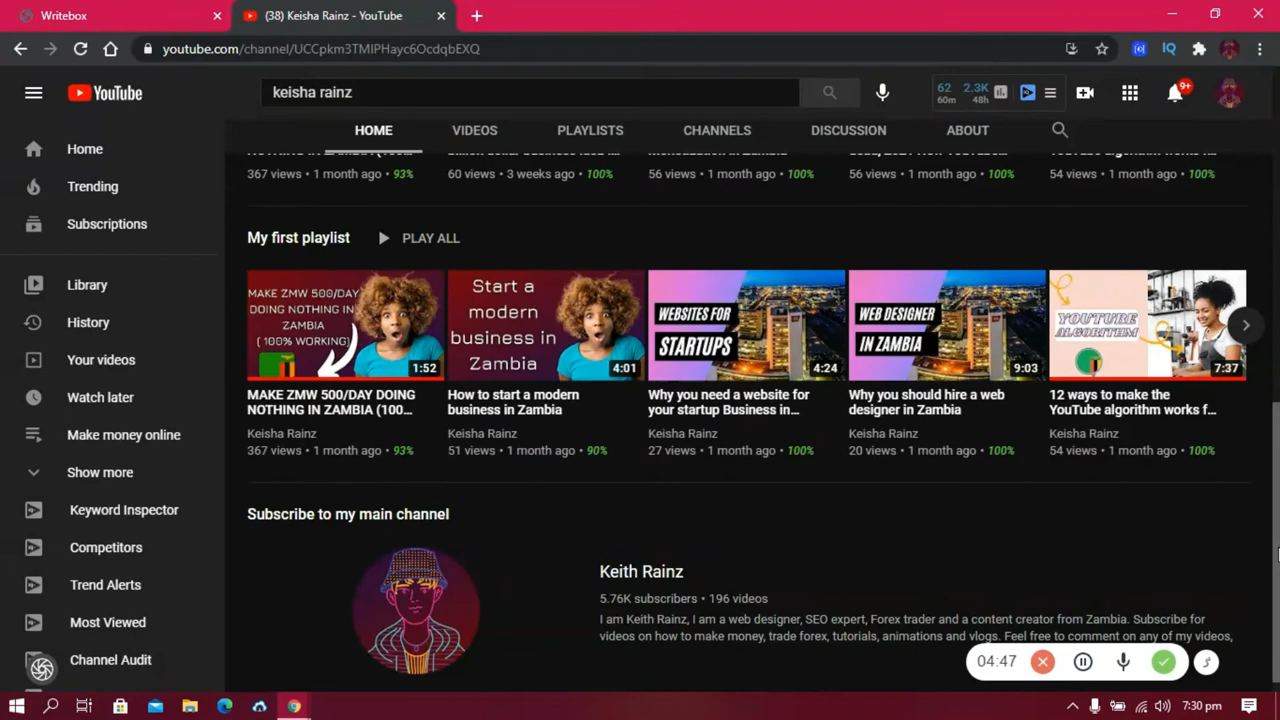 Writebox
(38) Keisha Rainz - YouTube
youtube.com/channel/UCCpkm3TMIPHayc6OcdqbEXQ
IQ
YouTube
keisha rainz
62 2.3K
60m 48h
9+
HOME VIDEOS PLAYLISTS CHANNELS DISCUSSION ABOUT
Home
Trending
Subscriptions
Library
History
Your videos
Watch later
Make money online
Show more
Keyword Inspector
Competitors
Trend Alerts
Most Viewed
Channel Audit
367 views • 1 month ago • 93%
60 views • 3 weeks ago • 100%
56 views • 1 month ago • 100%
56 views • 1 month ago • 100%
54 views • 1 month ago • 100%
My first playlist PLAY ALL
MAKE ZMW 500/DAY
DOING NOTHING IN
ZAMBIA
( 100% WORKING)
1:52
MAKE ZMW 500/DAY DOING
NOTHING IN ZAMBIA (100...
Keisha Rainz
367 views • 1 month ago • 93%
Start a
modern
business in
Zambia
4:01
How to start a modern
business in Zambia
Keisha Rainz
51 views • 1 month ago • 90%
WEBSITES FOR
STARTUPS
4:24
Why you need a website for
your startup Business in...
Keisha Rainz
27 views • 1 month ago • 100%
WEB DESIGNER
IN ZAMBIA
9:03
Why you should hire a web
designer in Zambia
Keisha Rainz
20 views • 1 month ago • 100%
YOUTUBE
ALGORITHM
7:37
12 ways to make the
YouTube algorithm works f...
Keisha Rainz
54 views • 1 month ago • 100%
Subscribe to my main channel
Keith Rainz
5.76K subscribers • 196 videos
I am Keith Rainz, I am a web designer, SEO expert, Forex trader and a content creator from Zambia. Subscribe for
videos on how to make money, trade forex, tutorials, animations and vlogs. Feel free to comment on any of my videos,
04:47
7:30 pm